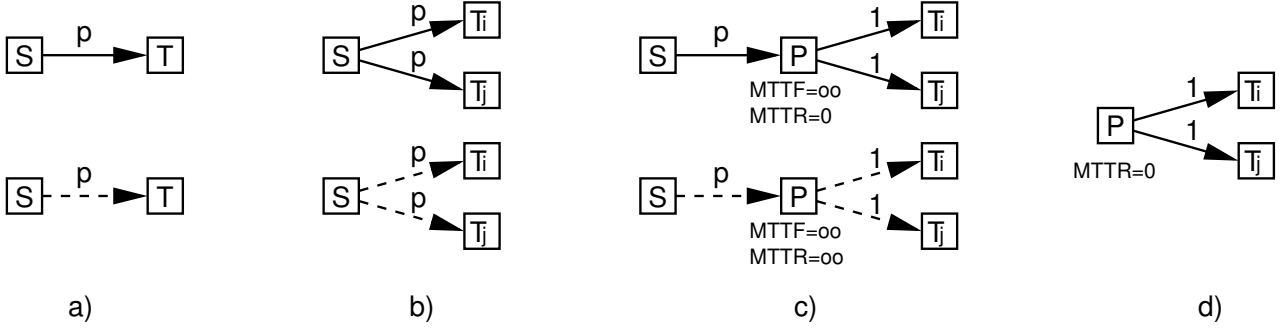 S p T
S p T
a)
S p Ti
p Tj
S p Ti
p Tj
b)
S p P 1 Ti
1 Tj
MTTF=oo
MTTR=0
S p P 1 Ti
1 Tj
MTTF=oo
MTTR=oo
c)
P 1 Ti
1 Tj
MTTR=0
d)